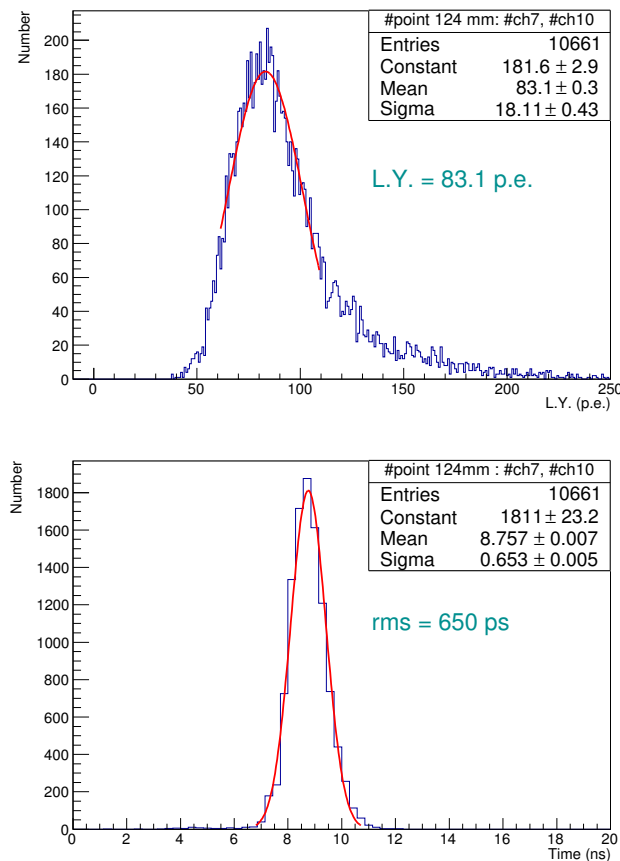 #point 124 mm: #ch7, #ch10
Entries 10661
Constant 181.6 ± 2.9
Mean 83.1 ± 0.3
Sigma 18.11 ± 0.43
L.Y. = 83.1 p.e.
Number
200
180
160
140
120
100
80
60
40
20
0
0 50 100 150 200 250
L.Y. (p.e.)
#point 124mm : #ch7, #ch10
Entries 10661
Constant 1811 ± 23.2
Mean 8.757 ± 0.007
Sigma 0.653 ± 0.005
rms = 650 ps
Number
1800
1600
1400
1200
1000
800
600
400
200
0
0 2 4 6 8 10 12 14 16 18 20
Time (ns)